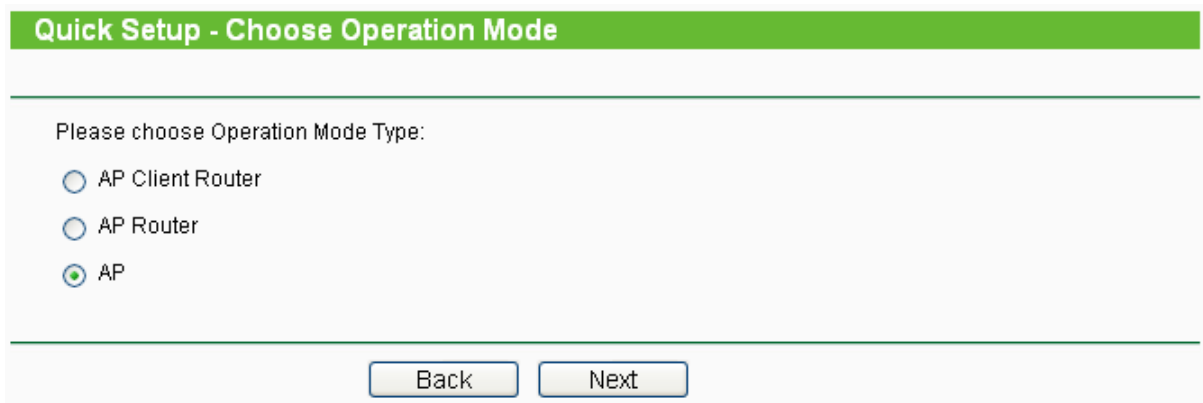 Quick Setup - Choose Operation Mode
Please choose Operation Mode Type:
AP Client Router
AP Router
AP
Back Next